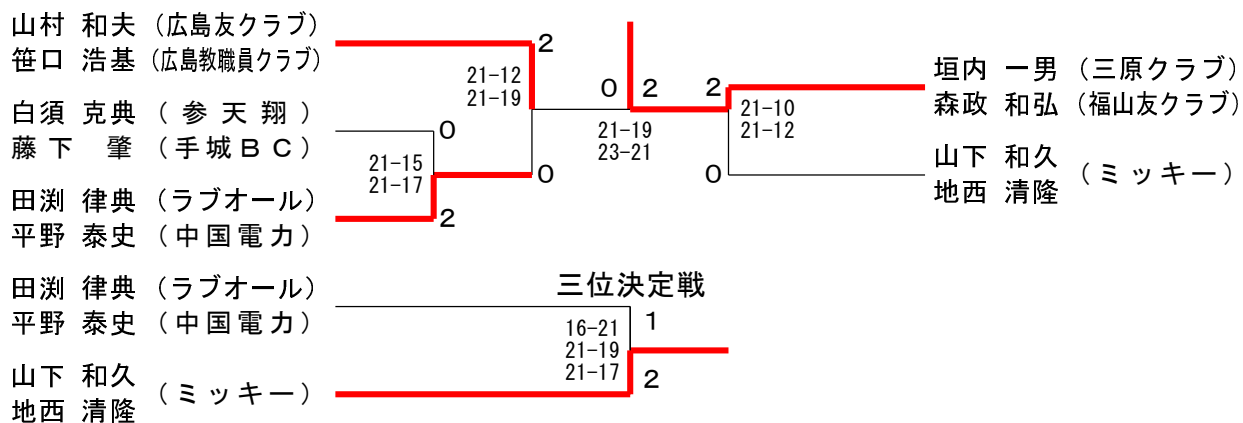 山村 和夫 (広島友クラブ)
笹口 浩基 (広島教職員クラブ)
白須 克典 (参天翔)
藤下 肇 (手城BC)
田渕 律典 (ラブオール)
平野 泰史 (中国電力)
2
21-12
21-19
0
21-15
21-17
0
2
0 2
21-19
23-21
2
21-10
21-12
0
垣内 一男 (三原クラブ)
森政 和弘 (福山友クラブ)
山下 和久
地西 清隆
(ミッキー)
三位決定戦
田渕 律典 (ラブオール)
平野 泰史 (中国電力)
山下 和久
地西 清隆
(ミッキー)
16-21
21-19
21-17
1
2